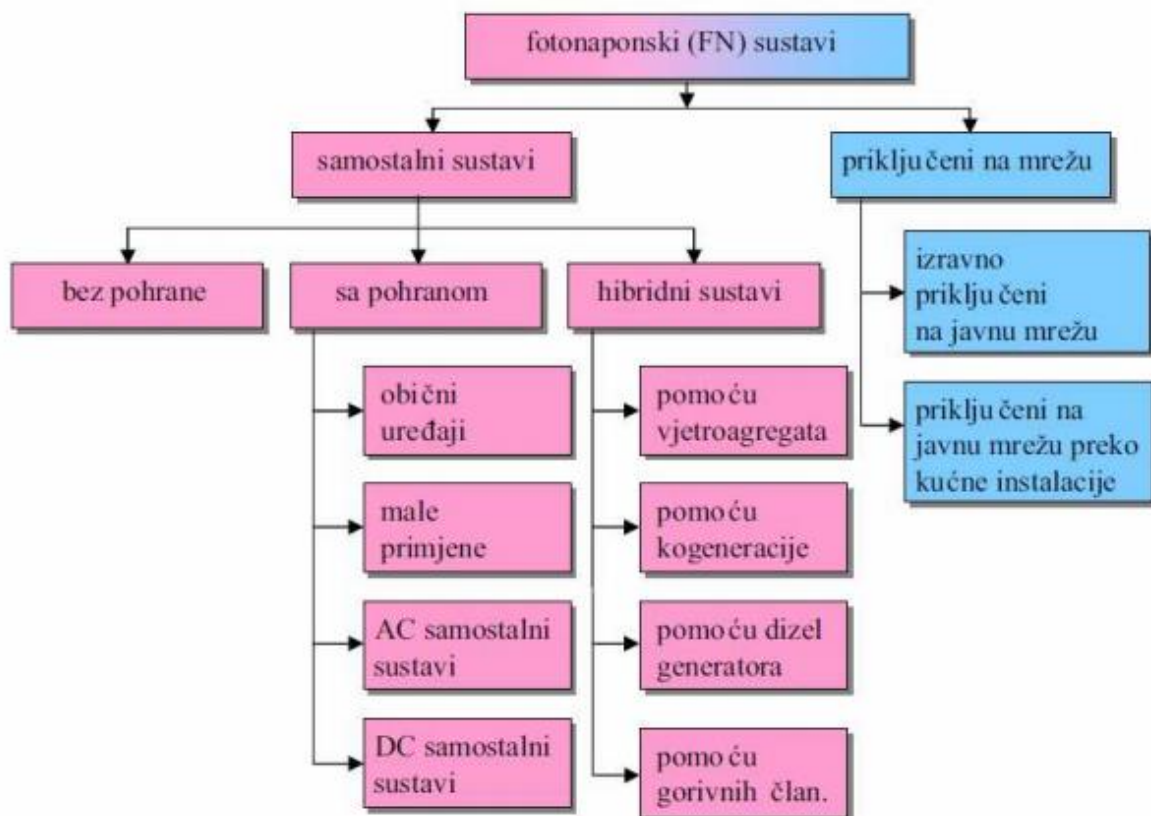 fotonaponski (FN) sustavi
samostalni sustavi
priključeni na mrežu
bez pohrane
sa pohranom
hibridni sustavi
izravno
priključeni
na javnu mrežu
obični
uređaji
pomoću
vjetroagregata
priključeni na
javnu mrežu preko
kućne instalacije
male
primjene
pomoću
kogeneracije
AC samostalni
sustavi
pomoću dizel
generatora
DC samostalni
sustavi
pomoću
gorivnih član.